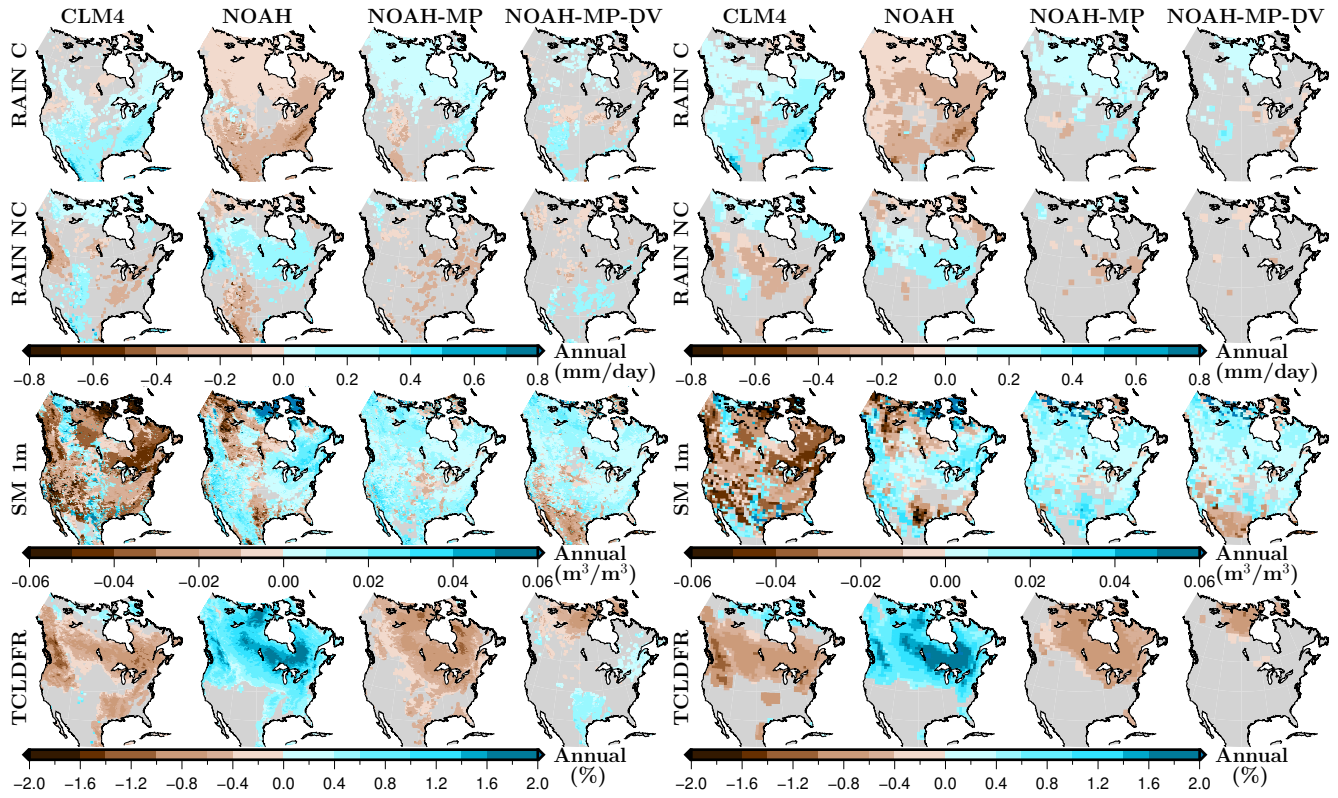 CLM4 NOAH NOAH-MP NOAH-MP-DV CLM4 NOAH NOAH-MP NOAH-MP-DV
RAIN C RAIN C
RAIN NC RAIN NC
Annual Annual
(mm/day) (mm/day)
−0.8 −0.6 −0.4 −0.2 0.0 0.2 0.4 0.6 0.8 −0.8 −0.6 −0.4 −0.2 0.0 0.2 0.4 0.6 0.8
SM 1m SM 1m
Annual Annual
(m³/m³) (m³/m³)
−0.06 −0.04 −0.02 0.00 0.02 0.04 0.06 −0.06 −0.04 −0.02 0.00 0.02 0.04 0.06
TCLDFR TCLDFR
Annual Annual
(%) (%)
−2.0 −1.6 −1.2 −0.8 −0.4 0.0 0.4 0.8 1.2 1.6 2.0 −2.0 −1.6 −1.2 −0.8 −0.4 0.0 0.4 0.8 1.2 1.6 2.0